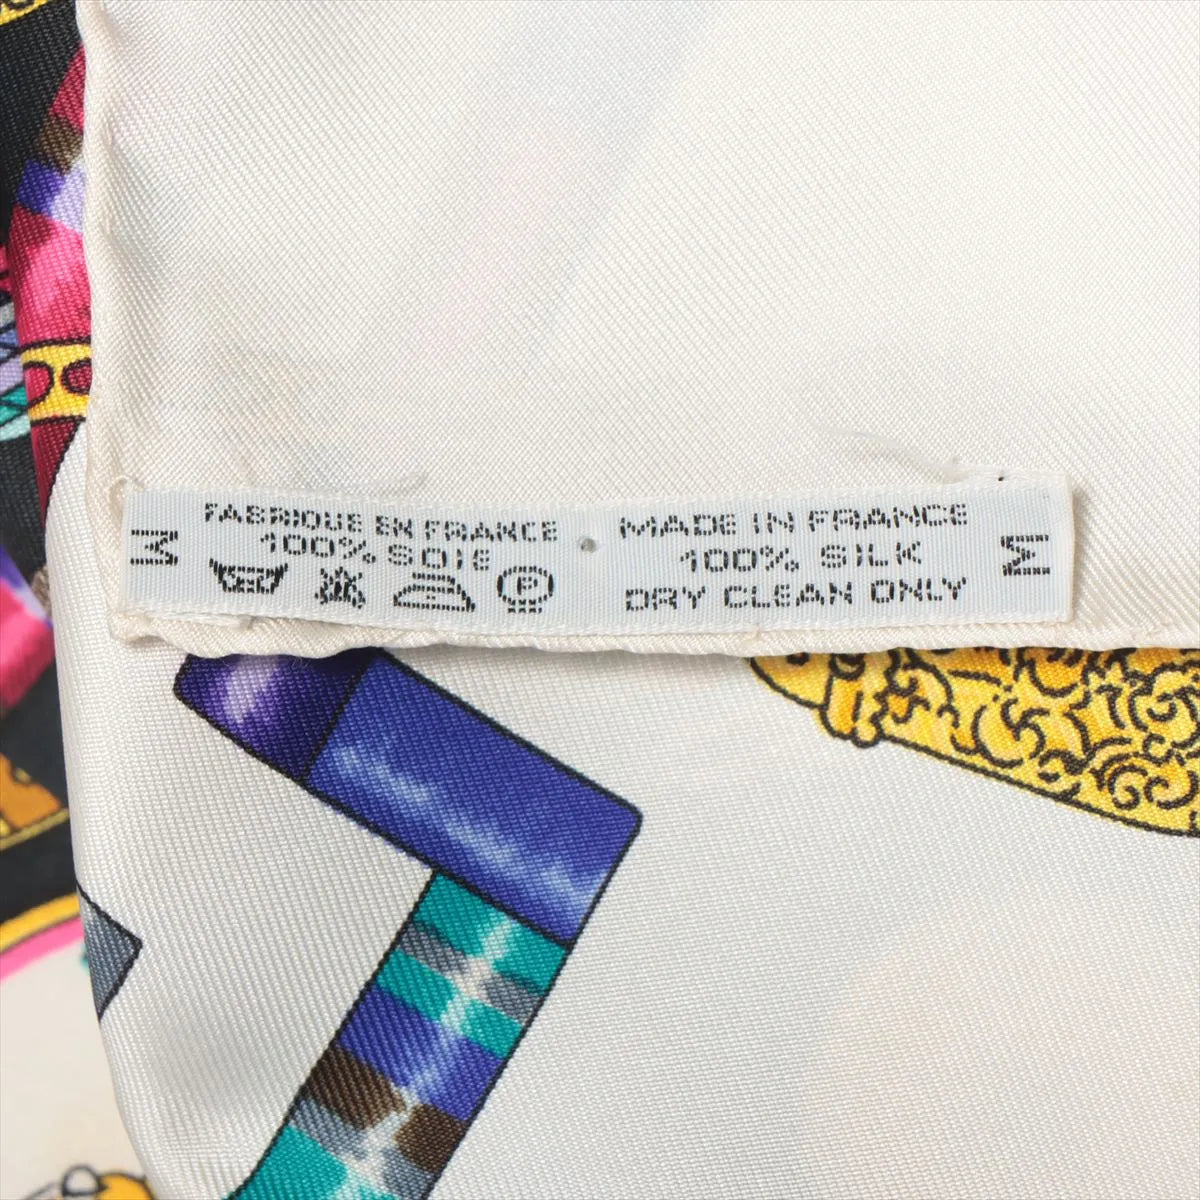 M
FABRIQUE EN FRANCE
100% SOIE
P
MADE IN FRANCE
100% SILK
DRY CLEAN ONLY
M